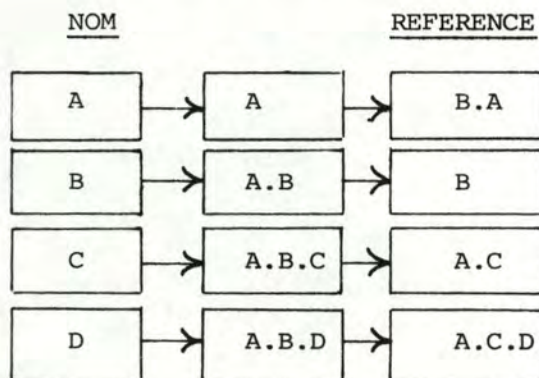 NOM REFERENCE
A A B.A
B A.B B
C A.B.C A.C
D A.B.D A.C.D